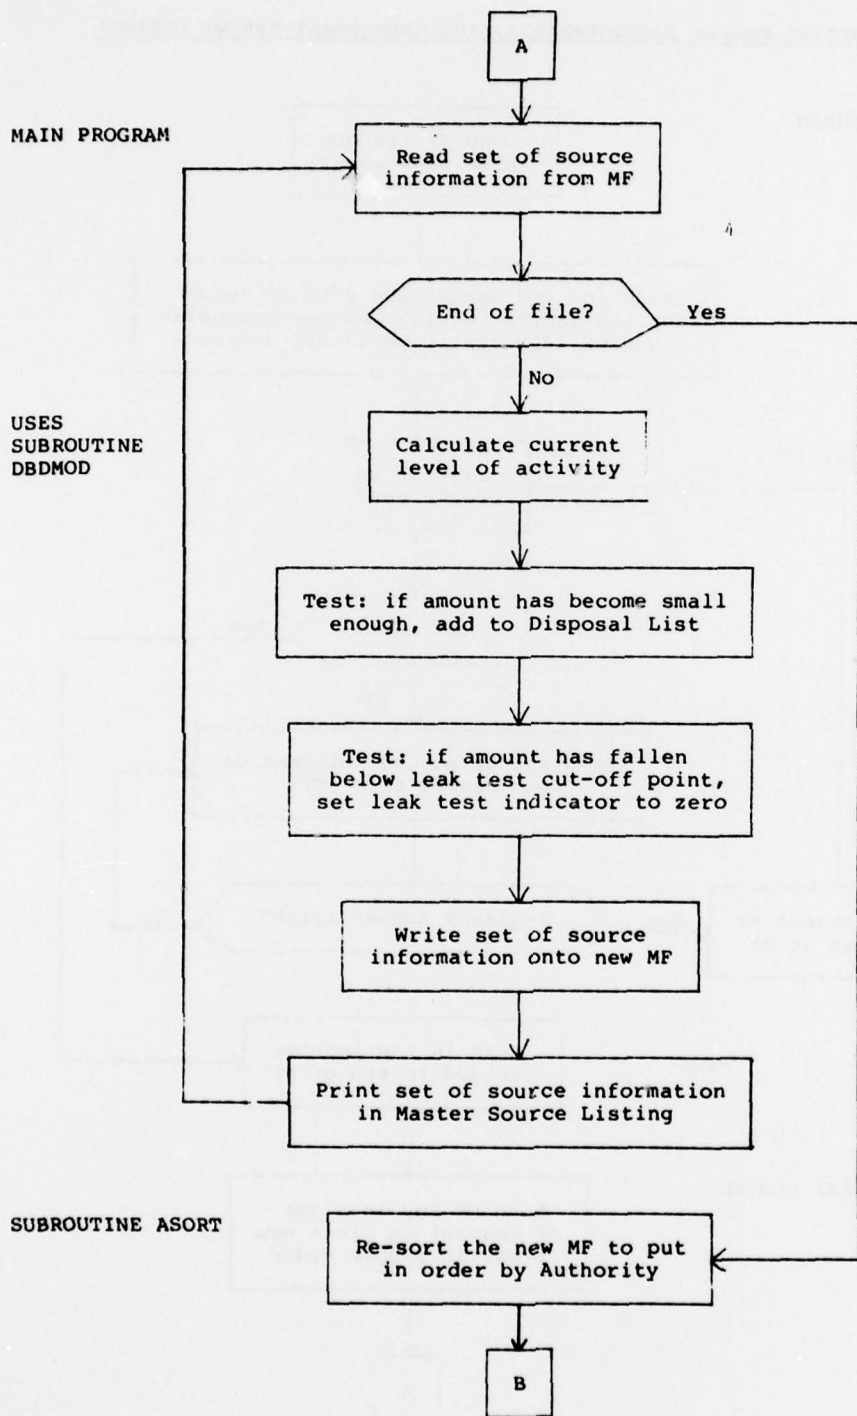 A
MAIN PROGRAM
Read set of source
information from MF
End of file?
Yes
No
USES
SUBROUTINE
DBDMOD
Calculate current
level of activity
Test: if amount has become small
enough, add to Disposal List
Test: if amount has fallen
below leak test cut-off point,
set leak test indicator to zero
Write set of source
information onto new MF
Print set of source information
in Master Source Listing
SUBROUTINE ASORT
Re-sort the new MF to put
in order by Authority
B